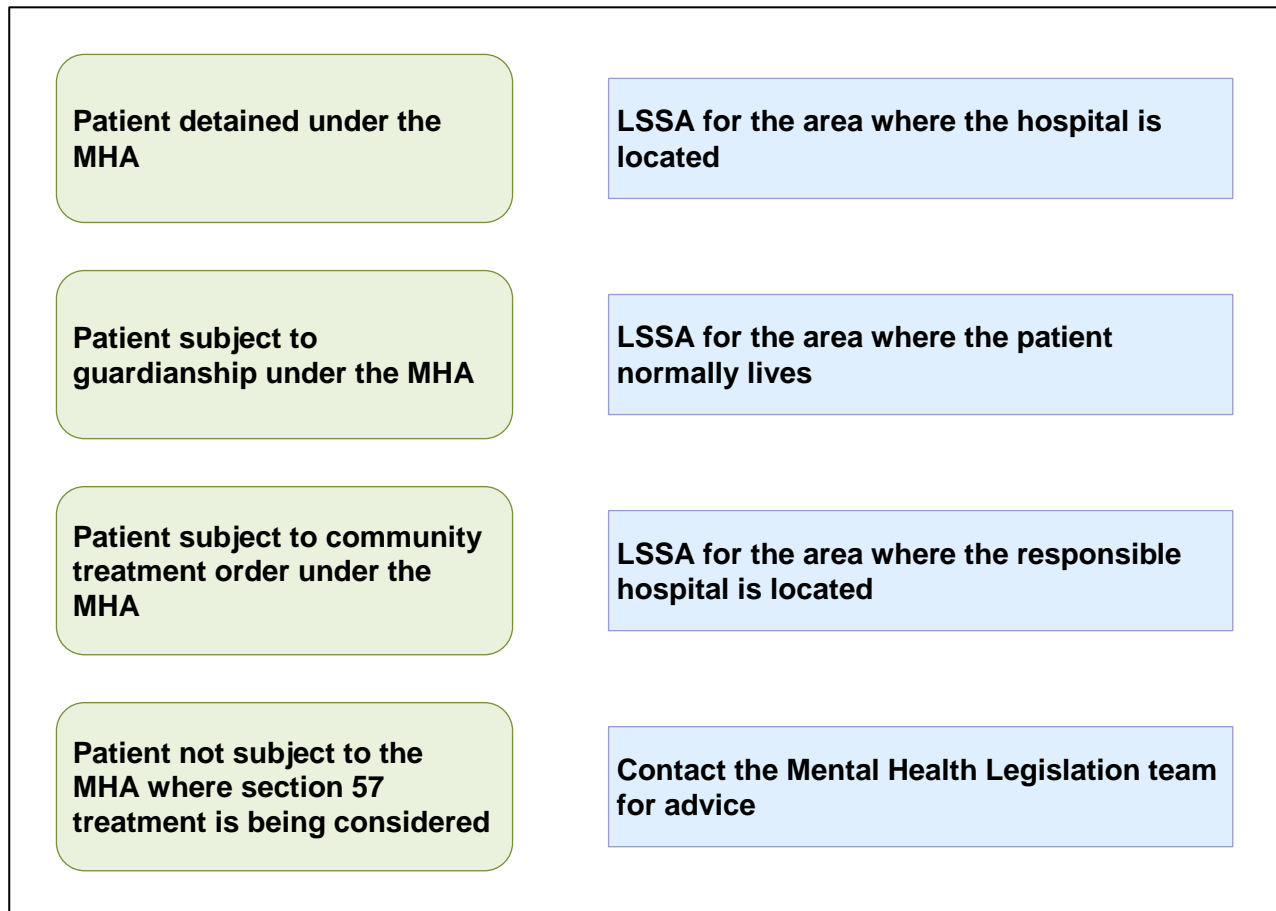 Patient detained under the
MHA
LSSA for the area where the hospital is
located
Patient subject to
guardianship under the MHA
LSSA for the area where the patient
normally lives
Patient subject to community
treatment order under the
MHA
LSSA for the area where the responsible
hospital is located
Patient not subject to the
MHA where section 57
treatment is being considered
Contact the Mental Health Legislation team
for advice